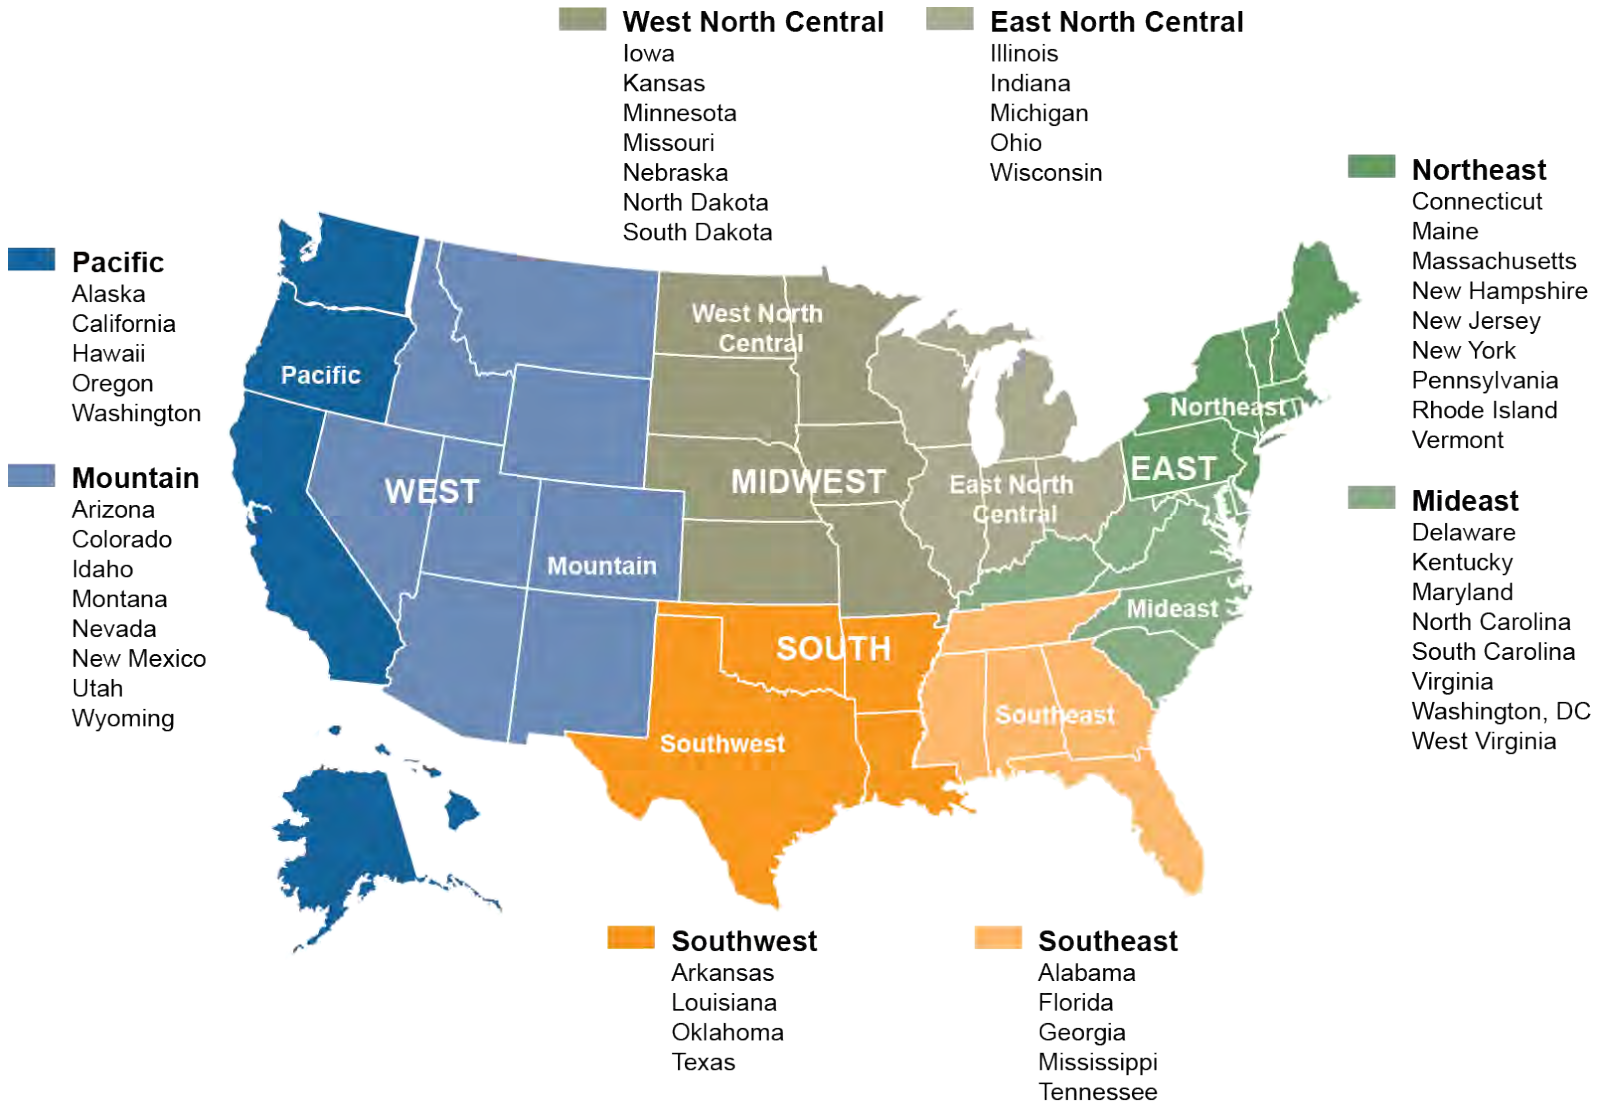 West North Central
Iowa
Kansas
Minnesota
Missouri
Nebraska
North Dakota
South Dakota
East North Central
Illinois
Indiana
Michigan
Ohio
Wisconsin
Northeast
Connecticut
Maine
Massachusetts
New Hampshire
New Jersey
New York
Pennsylvania
Rhode Island
Vermont
Pacific
Alaska
California
Hawaii
Oregon
Washington
Mountain
Arizona
Colorado
Idaho
Montana
Nevada
New Mexico
Utah
Wyoming
Mideast
Delaware
Kentucky
Maryland
North Carolina
South Carolina
Virginia
Washington, DC
West Virginia
West North
Central
Pacific
Northeast
EAST
WEST
MIDWEST
East North
Central
Mountain
Mideast
SOUTH
Southeast
Southwest
Southwest
Arkansas
Louisiana
Oklahoma
Texas
Southeast
Alabama
Florida
Georgia
Mississippi
Tennessee